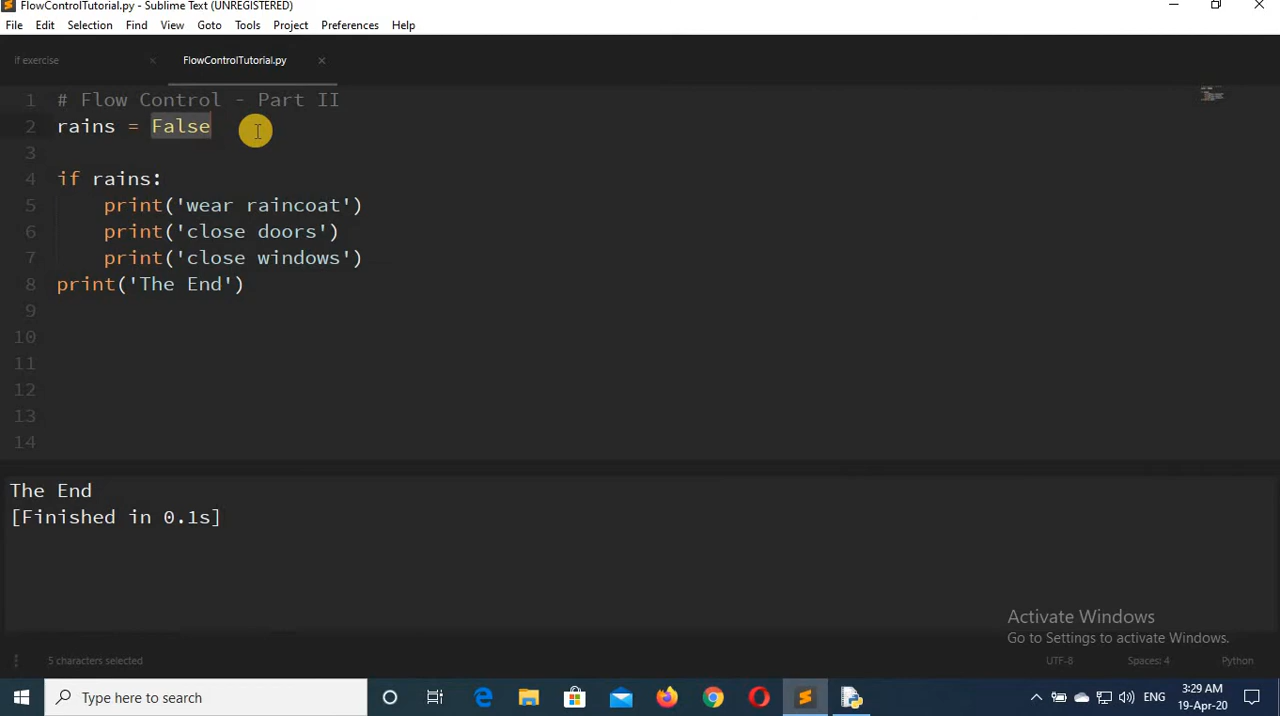 FlowControlTutorial.py - Sublime Text (UNREGISTERED)
File Edit Selection Find View Goto Tools Project Preferences Help
If exercise × FlowControlTutorial.py ×
1 # Flow Control - Part II
2 rains = False
3
4 if rains:
5 print('wear raincoat')
6 print('close doors')
7 print('close windows')
8 print('The End')
9
10
11
12
13
14
The End
[Finished in 0.1s]
Activate Windows
Go to Settings to activate Windows.
5 characters selected UTF-8 Spaces: 4 Python
Type here to search ENG 3:29 AM
19-Apr-20